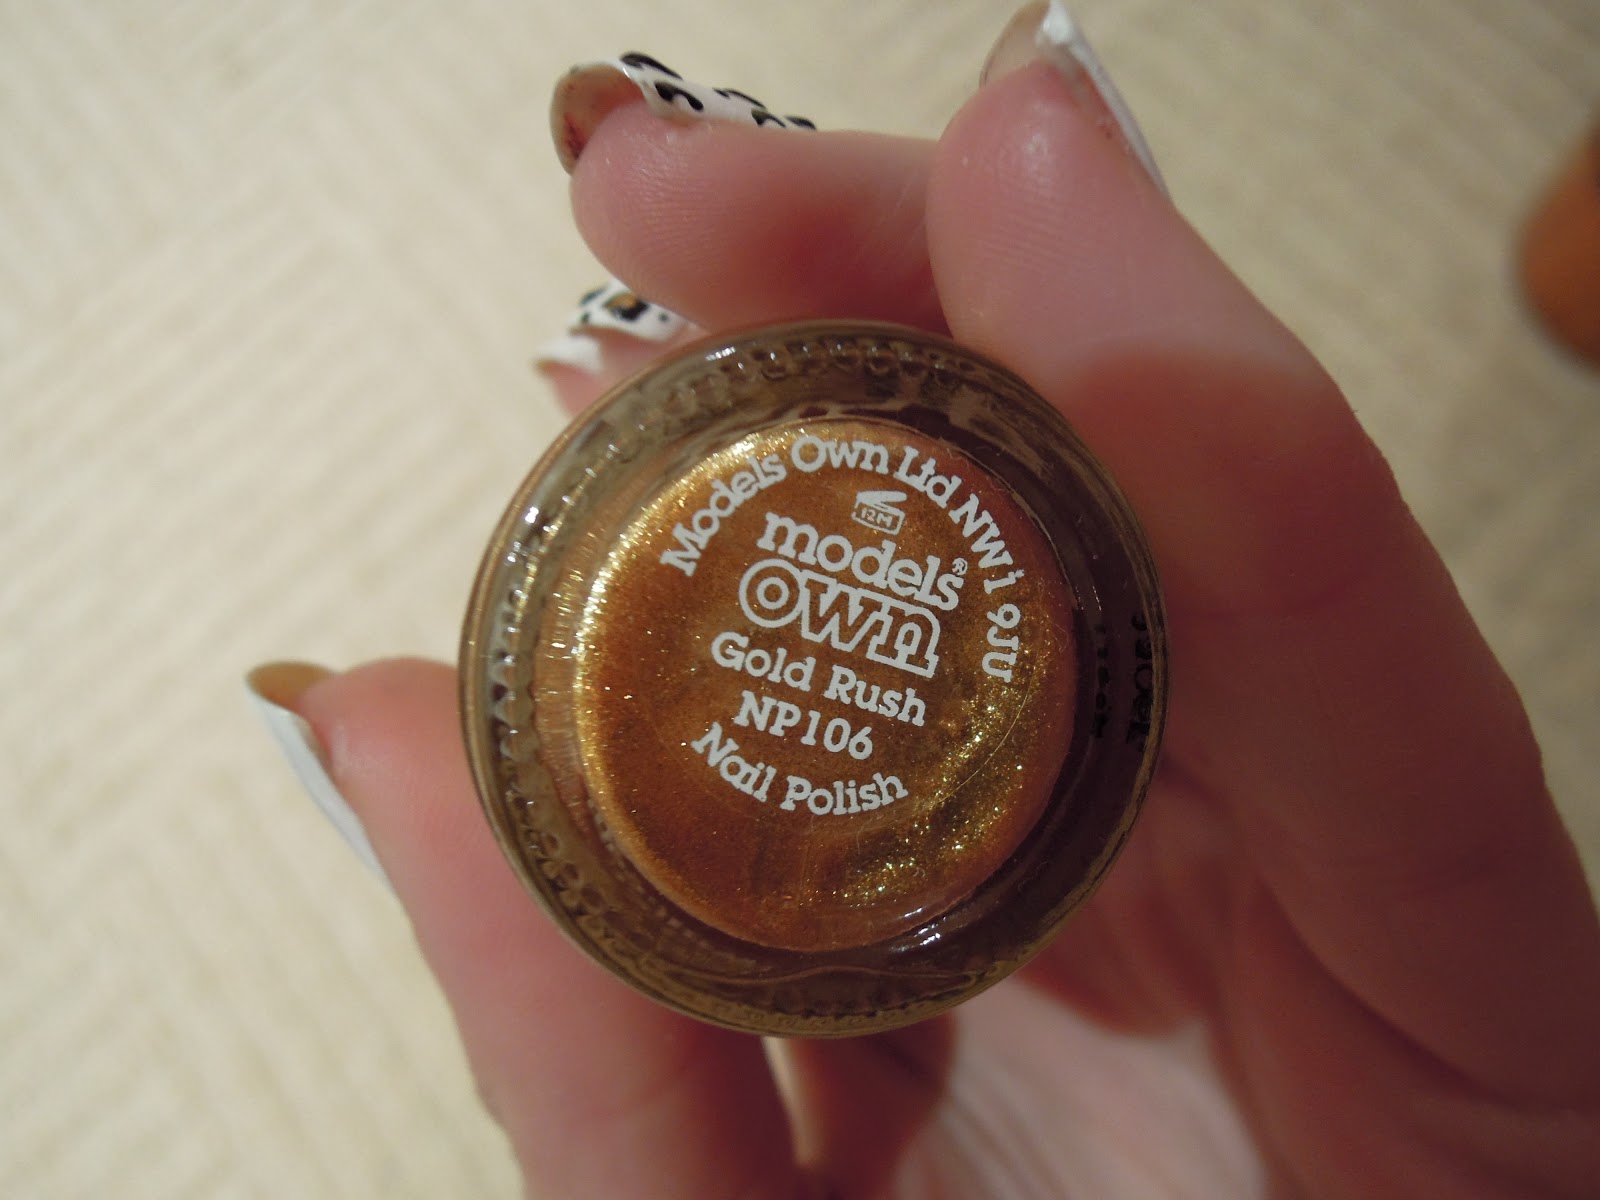 Models Own Ltd NW1 9JU
12M
models®
own
Gold Rush
NP106
Nail Polish